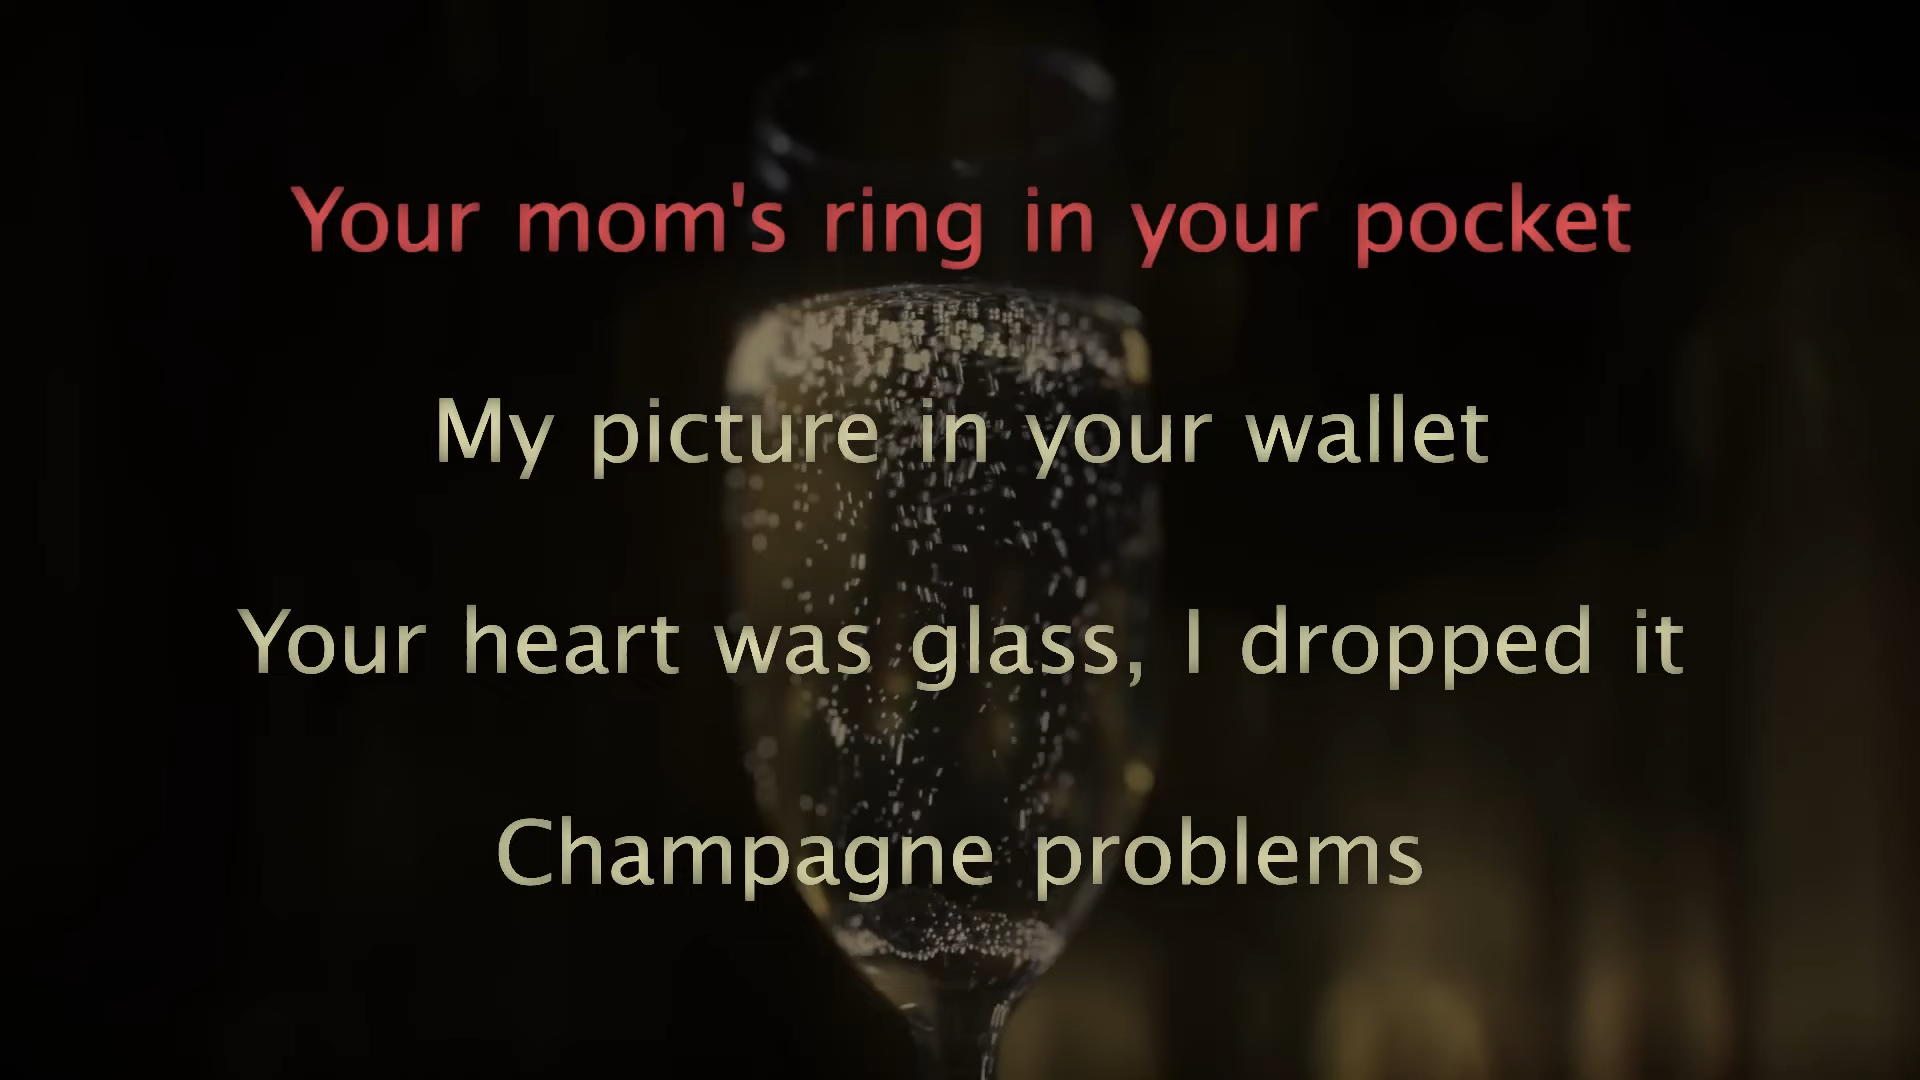 Your mom's ring in your pocket
My picture in your wallet
Your heart was glass, I dropped it
Champagne problems